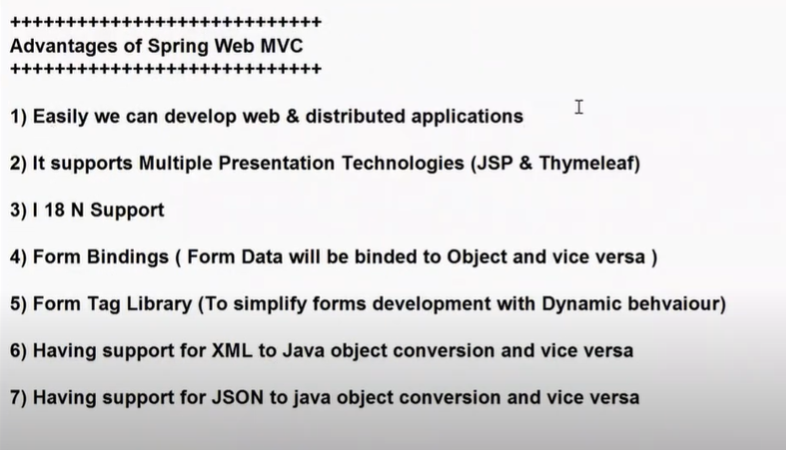 ++++++++++++++++++++++++++++
Advantages of Spring Web MVC
++++++++++++++++++++++++++++
1) Easily we can develop web & distributed applications
2) It supports Multiple Presentation Technologies (JSP & Thymeleaf)
3) I 18 N Support
4) Form Bindings ( Form Data will be binded to Object and vice versa )
5) Form Tag Library (To simplify forms development with Dynamic behvaiour)
6) Having support for XML to Java object conversion and vice versa
7) Having support for JSON to java object conversion and vice versa